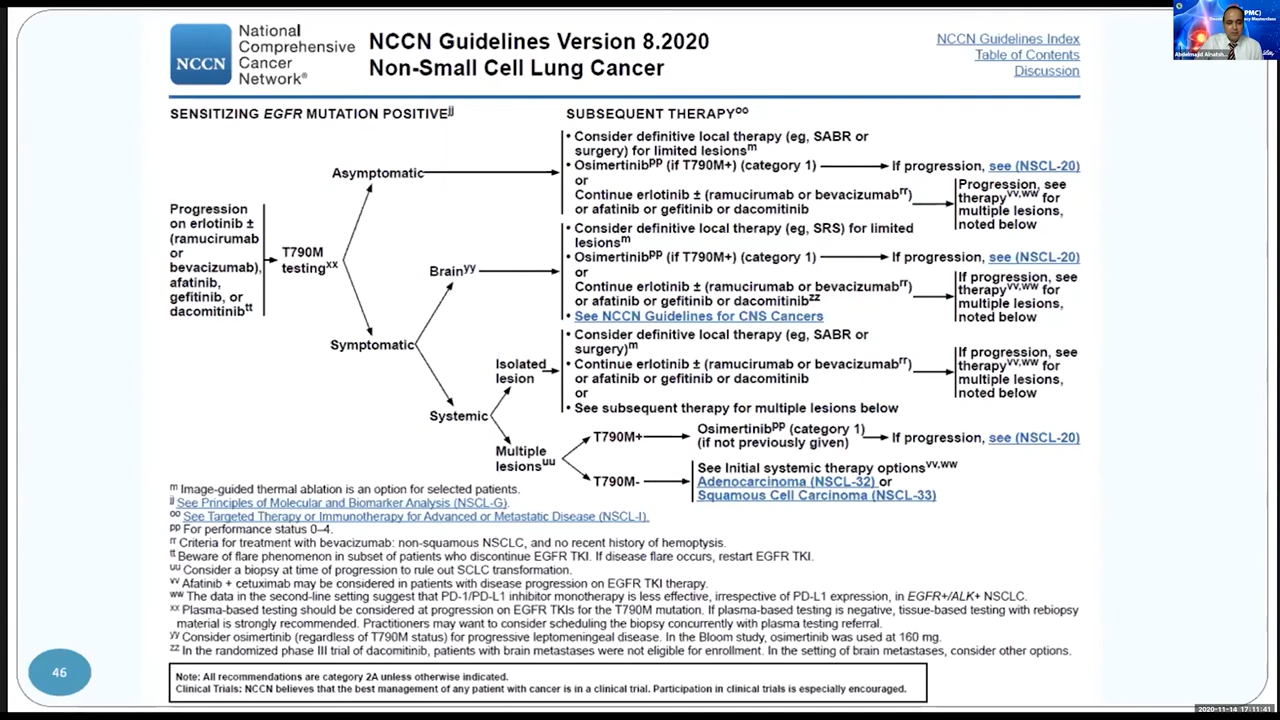 National
Comprehensive
Cancer
Network®
NCCN
NCCN Guidelines Version 8.2020
Non-Small Cell Lung Cancer
NCCN Guidelines Index
Table of Contents
Discussion
SENSITIZING EGFR MUTATION POSITIVEjj
SUBSEQUENT THERAPYoo
Progression
on erlotinib ±
(ramucirumab
or
bevacizumab),
afatinib,
gefitinib, or
dacomitinibtt
T790M
testingxx
Asymptomatic
• Consider definitive local therapy (eg, SABR or
surgery) for limited lesionsm
• Osimertinibpp (if T790M+) (category 1)
or
Continue erlotinib ± (ramucirumab or bevacizumabrr)
or afatinib or gefitinib or dacomitinib
If progression, see (NSCL-20)
Progression, see
therapyvv,ww for
multiple lesions,
noted below
Symptomatic
Brainyy
• Consider definitive local therapy (eg, SRS) for limited
lesionsm
• Osimertinibpp (if T790M+) (category 1)
or
Continue erlotinib ± (ramucirumab or bevacizumabrr)
or afatinib or gefitinib or dacomitinibzz
• See NCCN Guidelines for CNS Cancers
If progression, see (NSCL-20)
If progression, see
therapyvv,ww for
multiple lesions,
noted below
Systemic
Isolated
lesion
• Consider definitive local therapy (eg, SABR or
surgery)m
• Continue erlotinib ± (ramucirumab or bevacizumabrr)
or afatinib or gefitinib or dacomitinib
or
• See subsequent therapy for multiple lesions below
If progression, see
therapyvv,ww for
multiple lesions,
noted below
Multiple
lesionsuu
T790M+
Osimertinibpp (category 1)
(if not previously given)
If progression, see (NSCL-20)
T790M-
See Initial systemic therapy optionsvv,ww
Adenocarcinoma (NSCL-32) or
Squamous Cell Carcinoma (NSCL-33)
m Image-guided thermal ablation is an option for selected patients.
jj See Principles of Molecular and Biomarker Analysis (NSCL-G).
oo See Targeted Therapy or Immunotherapy for Advanced or Metastatic Disease (NSCL-I).
pp For performance status 0–4.
rr Criteria for treatment with bevacizumab: non-squamous NSCLC, and no recent history of hemoptysis.
tt Beware of flare phenomenon in subset of patients who discontinue EGFR TKI. If disease flare occurs, restart EGFR TKI.
uu Consider a biopsy at time of progression to rule out SCLC transformation.
vv Afatinib + cetuximab may be considered in patients with disease progression on EGFR TKI therapy.
ww The data in the second-line setting suggest that PD-1/PD-L1 inhibitor monotherapy is less effective, irrespective of PD-L1 expression, in EGFR+/ALK+ NSCLC.
xx Plasma-based testing should be considered at progression on EGFR TKIs for the T790M mutation. If plasma-based testing is negative, tissue-based testing with rebiopsy
material is strongly recommended. Practitioners may want to consider scheduling the biopsy concurrently with plasma testing referral.
yy Consider osimertinib (regardless of T790M status) for progressive leptomeningeal disease. In the Bloom study, osimertinib was used at 160 mg.
zz In the randomized phase III trial of dacomitinib, patients with brain metastases were not eligible for enrollment. In the setting of brain metastases, consider other options.
Note: All recommendations are category 2A unless otherwise indicated.
Clinical Trials: NCCN believes that the best management of any patient with cancer is in a clinical trial. Participation in clinical trials is especially encouraged.
46
2020-11-14 17:11:41